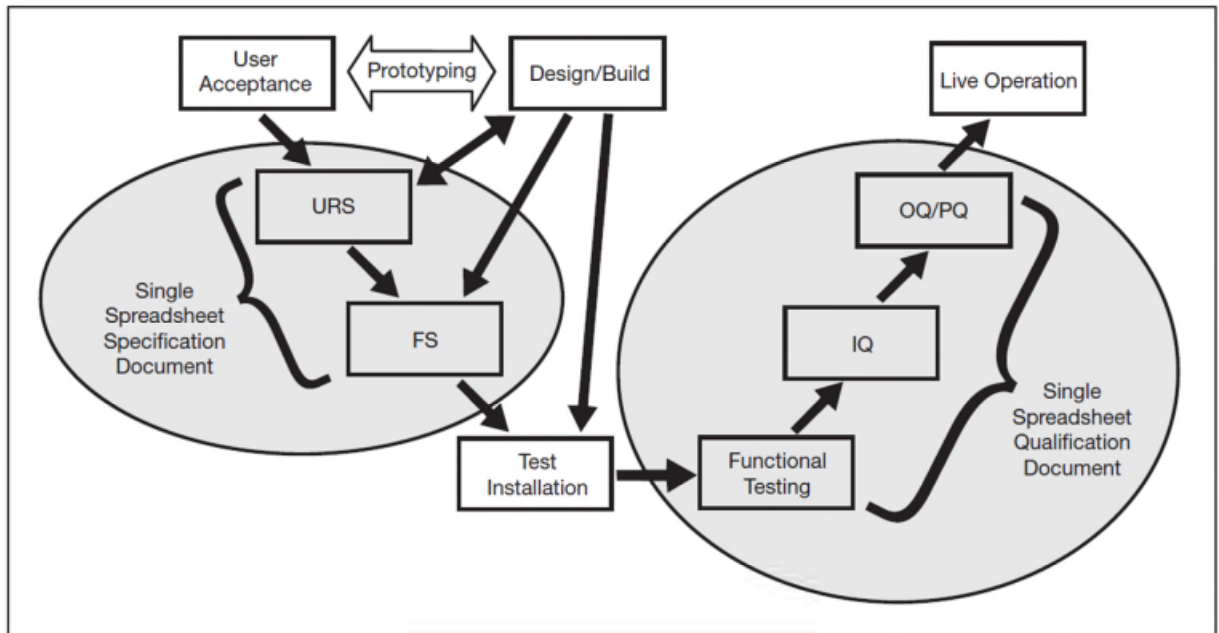 User
Acceptance
Prototyping
Design/Build
Live Operation
URS
OQ/PQ
Single
Spreadsheet
Specification
Document
FS
IQ
Single
Spreadsheet
Qualification
Document
Test
Installation
Functional
Testing